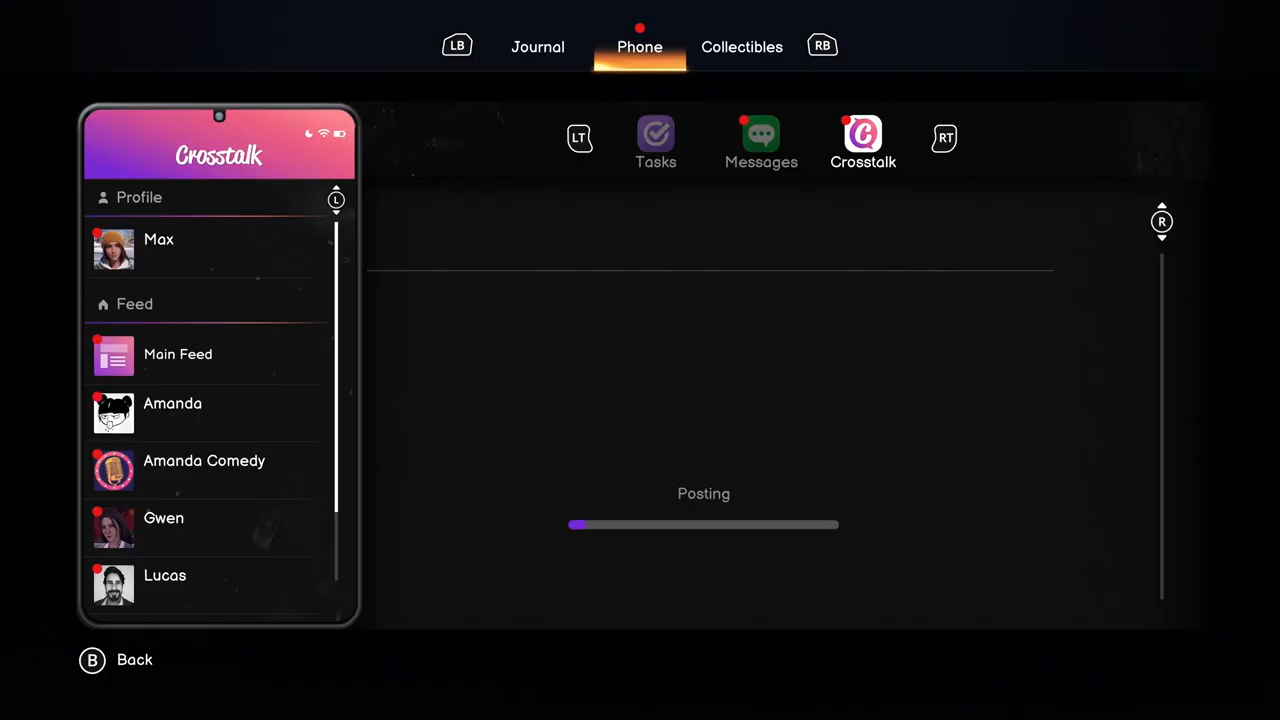 LB Journal Phone Collectibles RB
Crosstalk
LT Tasks Messages Crosstalk RT
Profile
L
R
Max
Feed
Main Feed
Amanda
Amanda Comedy
Posting
Gwen
Lucas
B Back